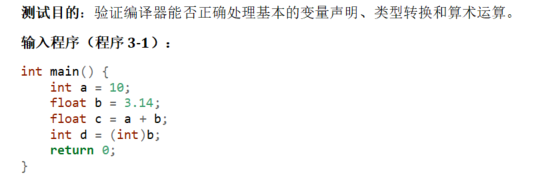 测试目的：验证编译器能否正确处理基本的变量声明、类型转换和算术运算。
输入程序（程序 3-1）：
int main() {
    int a = 10;
    float b = 3.14;
    float c = a + b;
    int d = (int)b;
    return 0;
}